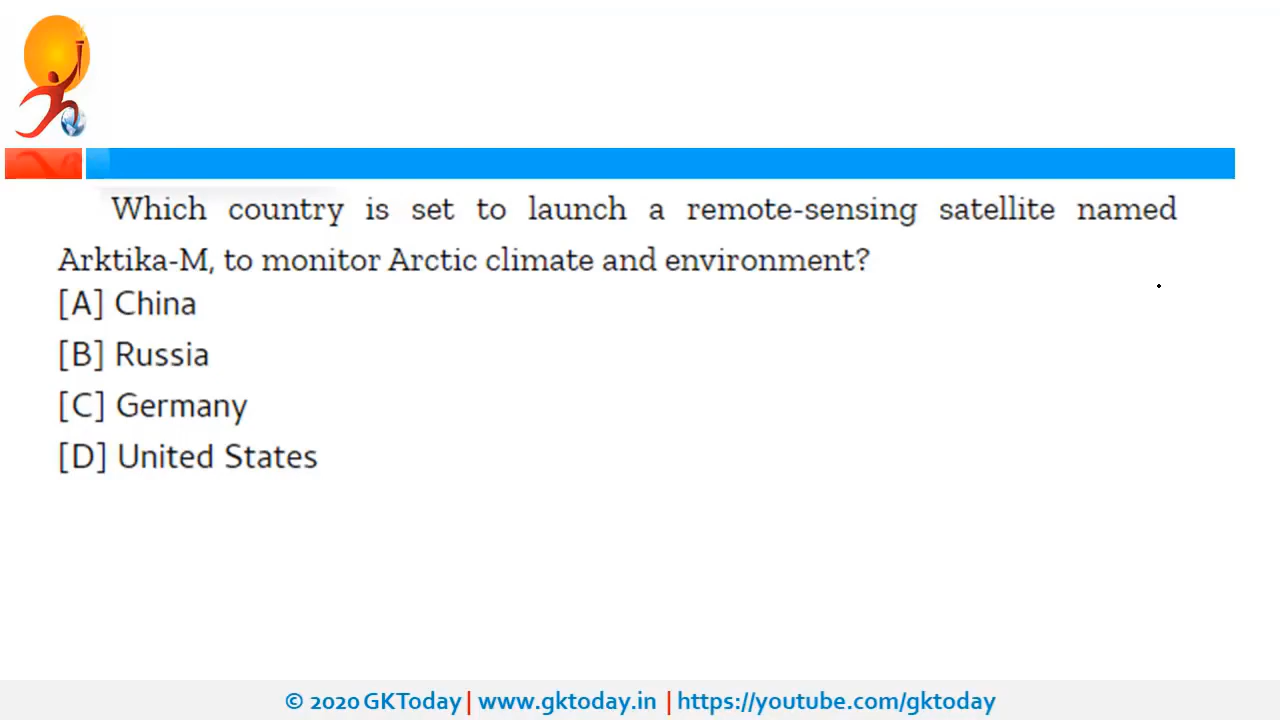 Which country is set to launch a remote-sensing satellite named
Arktika-M, to monitor Arctic climate and environment?
[A] China
[B] Russia
[C] Germany
[D] United States
© 2020 GKToday | www.gktoday.in | https://youtube.com/gktoday